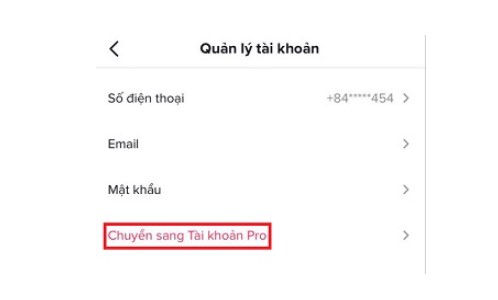 Quản lý tài khoản
Số điện thoại +84*****454
Email
Mật khẩu
Chuyển sang Tài khoản Pro